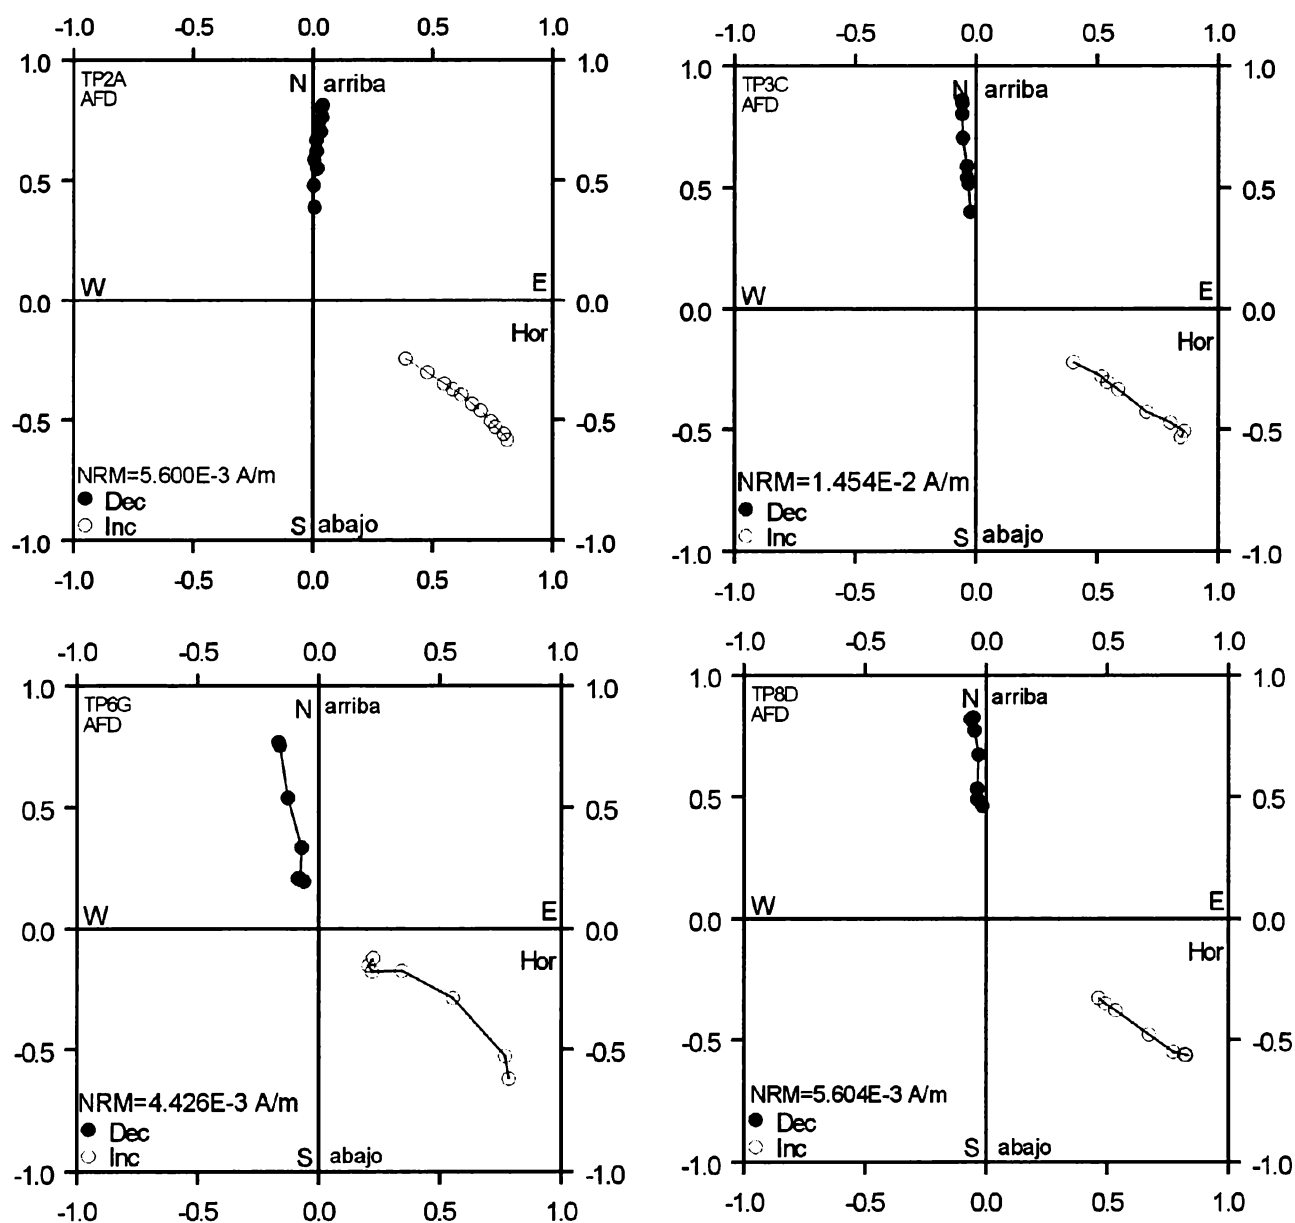 -1.0 -0.5 0.0 0.5 1.0
1.0 1.0
TP2A
AFD
N arriba
0.5 0.5
W E
0.0 0.0
Hor
-0.5 -0.5
NRM=5.600E-3 A/m
Dec
Inc
S abajo
-1.0 -1.0
-1.0 -0.5 0.0 0.5 1.0
-1.0 -0.5 0.0 0.5 1.0
1.0 1.0
TP3C
AFD
N arriba
0.5 0.5
W E
0.0 0.0
Hor
-0.5 -0.5
NRM=1.454E-2 A/m
Dec
Inc
S abajo
-1.0 -1.0
-1.0 -0.5 0.0 0.5 1.0
-1.0 -0.5 0.0 0.5 1.0
1.0 1.0
TP6G
AFD
N arriba
0.5 0.5
W E
0.0 0.0
Hor
-0.5 -0.5
NRM=4.426E-3 A/m
Dec
Inc
S abajo
-1.0 -1.0
-1.0 -0.5 0.0 0.5 1.0
-1.0 -0.5 0.0 0.5 1.0
1.0 1.0
TP8D
AFD
N arriba
0.5 0.5
W E
0.0 0.0
Hor
-0.5 -0.5
NRM=5.604E-3 A/m
Dec
Inc
S abajo
-1.0 -1.0
-1.0 -0.5 0.0 0.5 1.0